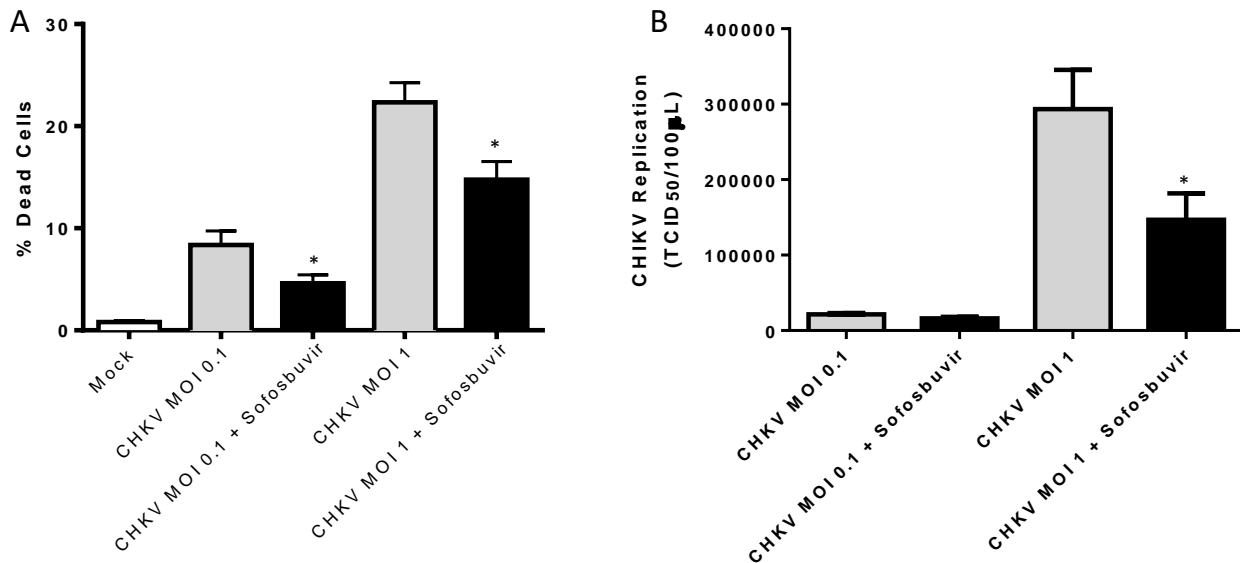 A
30
20
10
0
% Dead Cells
*
*
Mock
CHKV MOI 0.1
CHKV MOI 0.1 + Sofosbuvir
CHKV MOI 1
CHKV MOI 1 + Sofosbuvir
B
400000
300000
200000
100000
0
CHIKV Replication
(TCID50/100 L)
*
CHKV MOI 0.1
CHKV MOI 0.1 + Sofosbuvir
CHKV MOI 1
CHKV MOI 1 + Sofosbuvir